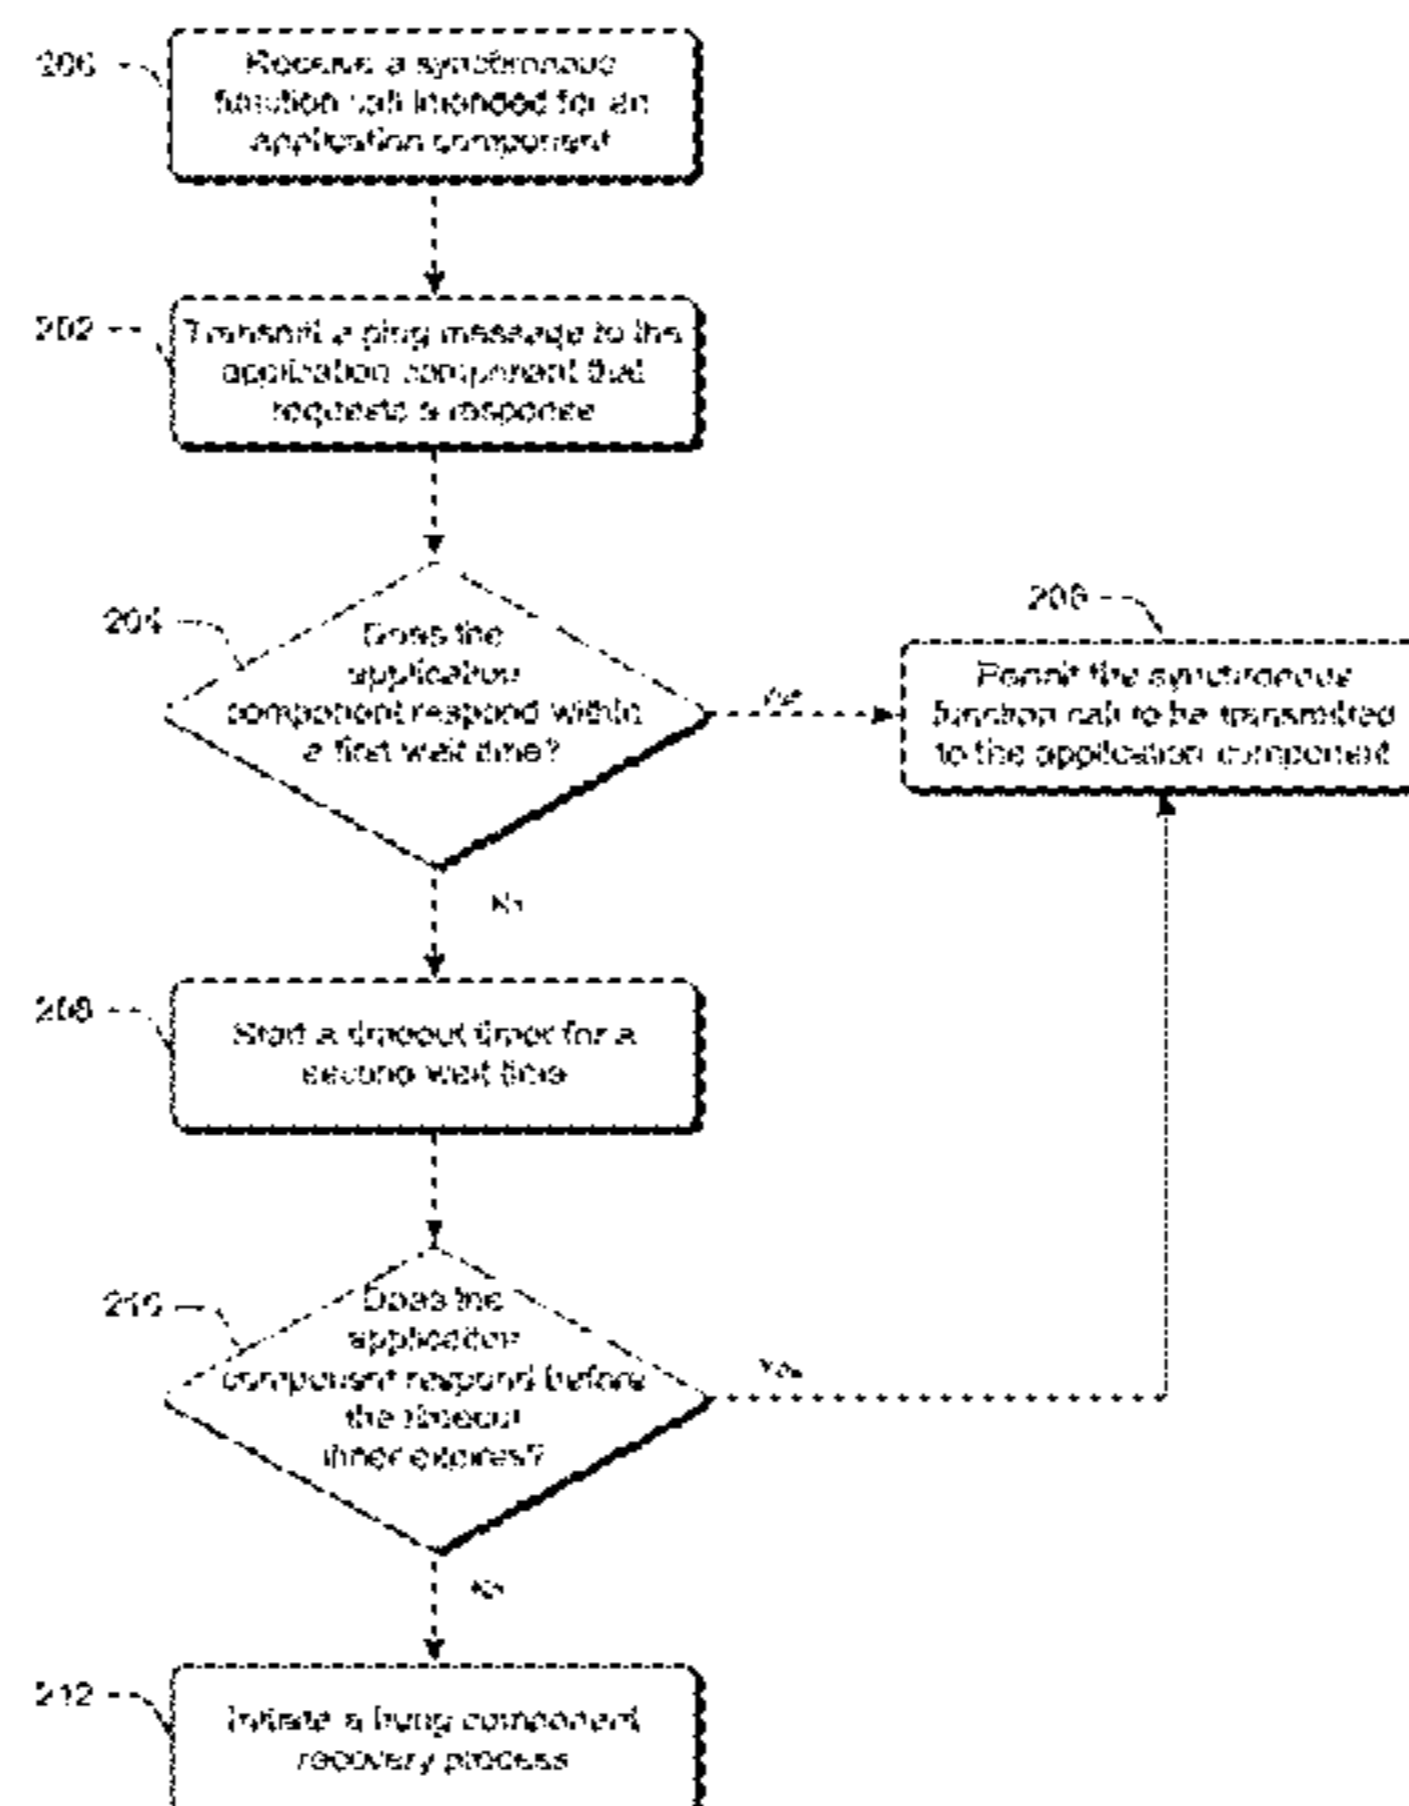 200
Receive a synchronous
function call intended for an
application component
202
Transmit a ping message to the
application component that
requests a response
204
Does the
application
component respond within
a first wait time?
Yes
206
Permit the synchronous
function call to be transmitted
to the application component
No
208
Start a timeout timer for a
second wait time
210
Does the
application
component respond before
the timeout
timer expires?
Yes
No
212
Initiate a hung component
recovery process